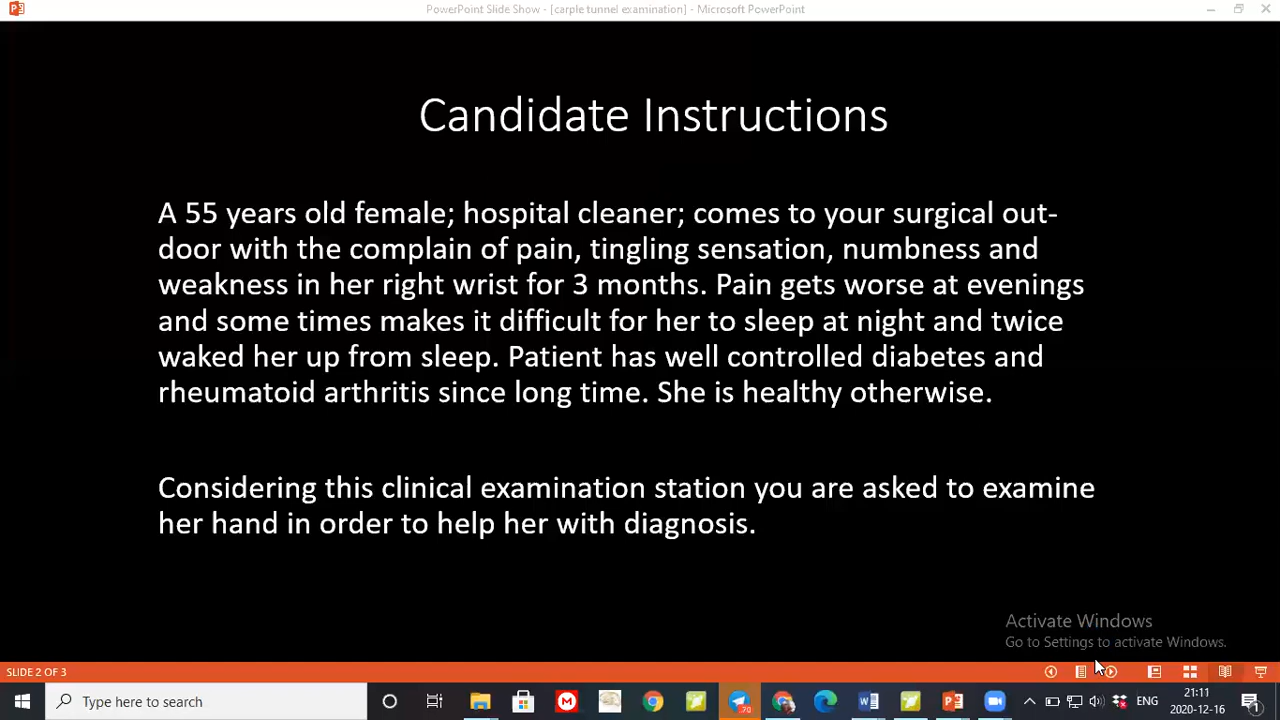 PowerPoint Slide Show - [carple tunnel examination] - Microsoft PowerPoint
Candidate Instructions
A 55 years old female; hospital cleaner; comes to your surgical out-
door with the complain of pain, tingling sensation, numbness and
weakness in her right wrist for 3 months. Pain gets worse at evenings
and some times makes it difficult for her to sleep at night and twice
waked her up from sleep. Patient has well controlled diabetes and
rheumatoid arthritis since long time. She is healthy otherwise.
Considering this clinical examination station you are asked to examine
her hand in order to help her with diagnosis.
Activate Windows
Go to Settings to activate Windows.
SLIDE 2 OF 3
Type here to search
ENG
21:11
2020-12-16